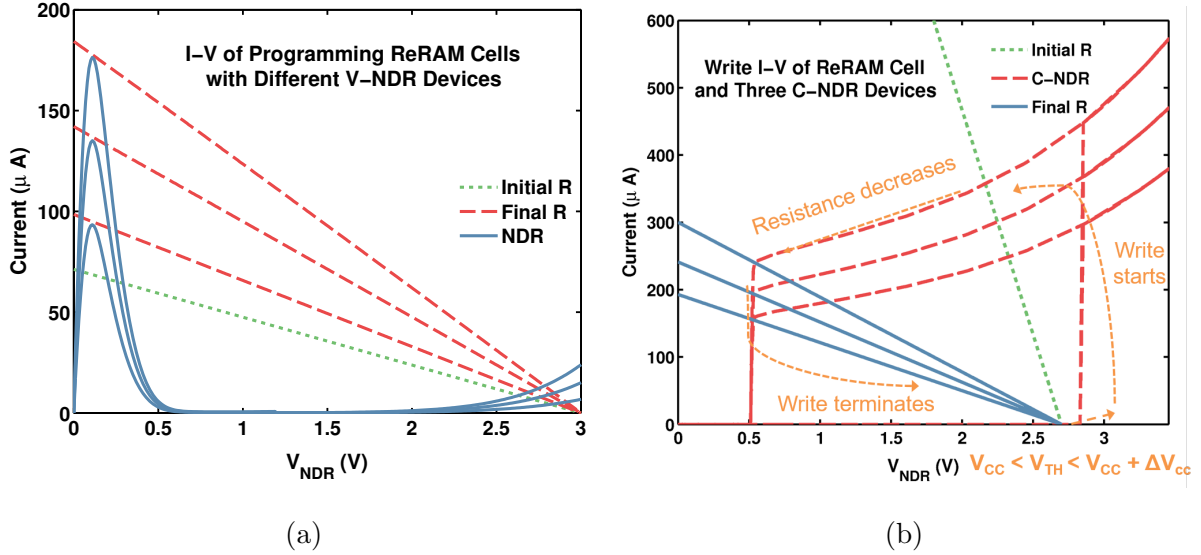 I–V of Programming ReRAM Cells
with Different V–NDR Devices
Initial R
Final R
NDR
Current (μ A)
200
150
100
50
0
0
0.5
1
1.5
2
2.5
3
V_NDR (V)
(a)
Write I–V of ReRAM Cell
and Three C–NDR Devices
Initial R
C–NDR
Final R
Resistance decreases
Write
starts
Write terminates
Current (μ A)
600
500
400
300
200
100
0
0
0.5
1
1.5
2
2.5
3
V_NDR (V)
V_CC < V_TH < V_CC + ΔV_cc
(b)